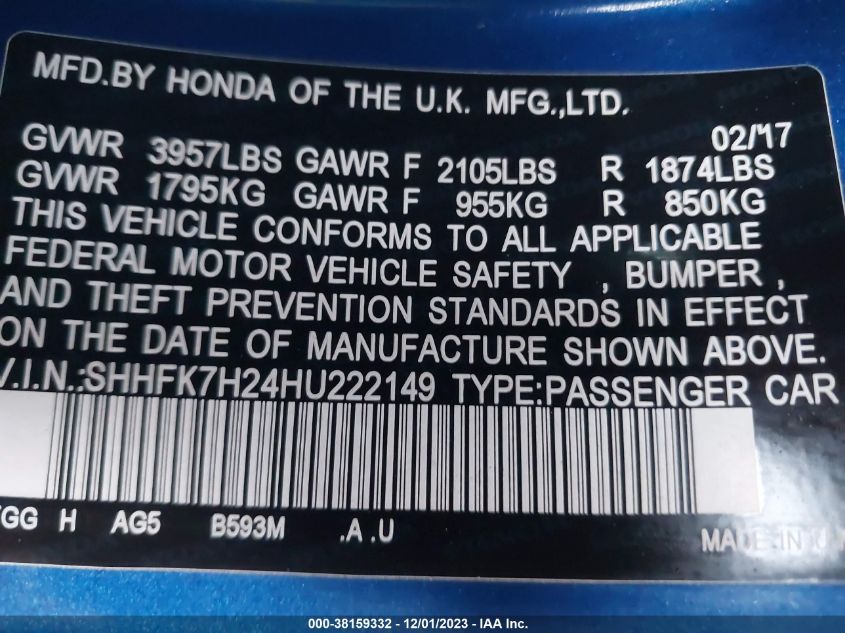 MFD.BY HONDA OF THE U.K. MFG.,LTD.
02/17
GVWR 3957LBS GAWR F 2105LBS R 1874LBS
GVWR 1795KG GAWR F 955KG R 850KG
THIS VEHICLE CONFORMS TO ALL APPLICABLE
FEDERAL MOTOR VEHICLE SAFETY , BUMPER ,
AND THEFT PREVENTION STANDARDS IN EFFECT
ON THE DATE OF MANUFACTURE SHOWN ABOVE.
V.I.N.:SHHFK7H24HU222149 TYPE:PASSENGER CAR
H AG5 B593M .A .U
MADE IN
000-38159332 - 12/01/2023 - IAA Inc.